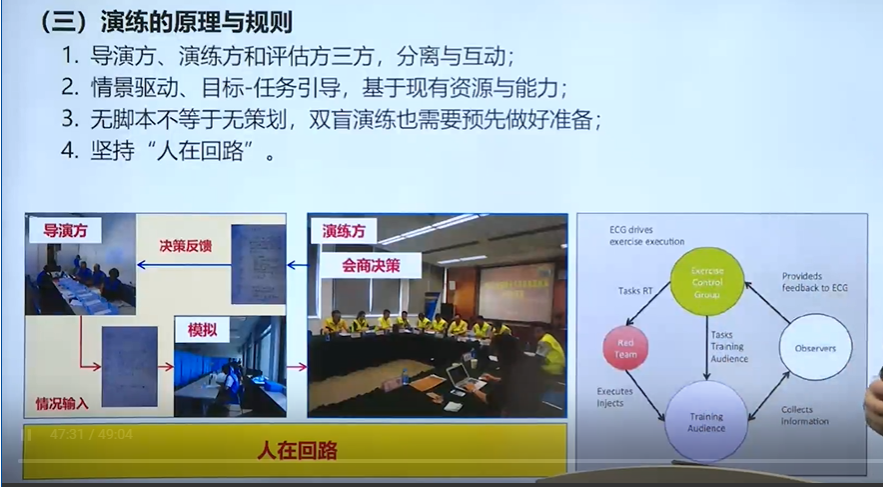 （三）演练的原理与规则
1. 导演方、演练方和评估方三方，分离与互动；
2. 情景驱动、目标-任务引导，基于现有资源与能力；
3. 无脚本不等于无策划，双盲演练也需要预先做好准备；
4. 坚持“人在回路”。
导演方
决策反馈
模拟
情况输入
演练方
会商决策
人在回路
47:31 / 49:04
ECG drives
exercise execution
Exercise
Control
Group
Tasks RT
Provideds
feedback to ECG
Red
Team
Tasks
Training
Audience
Observers
Executes
Injects
Training
Audience
Collects
Information